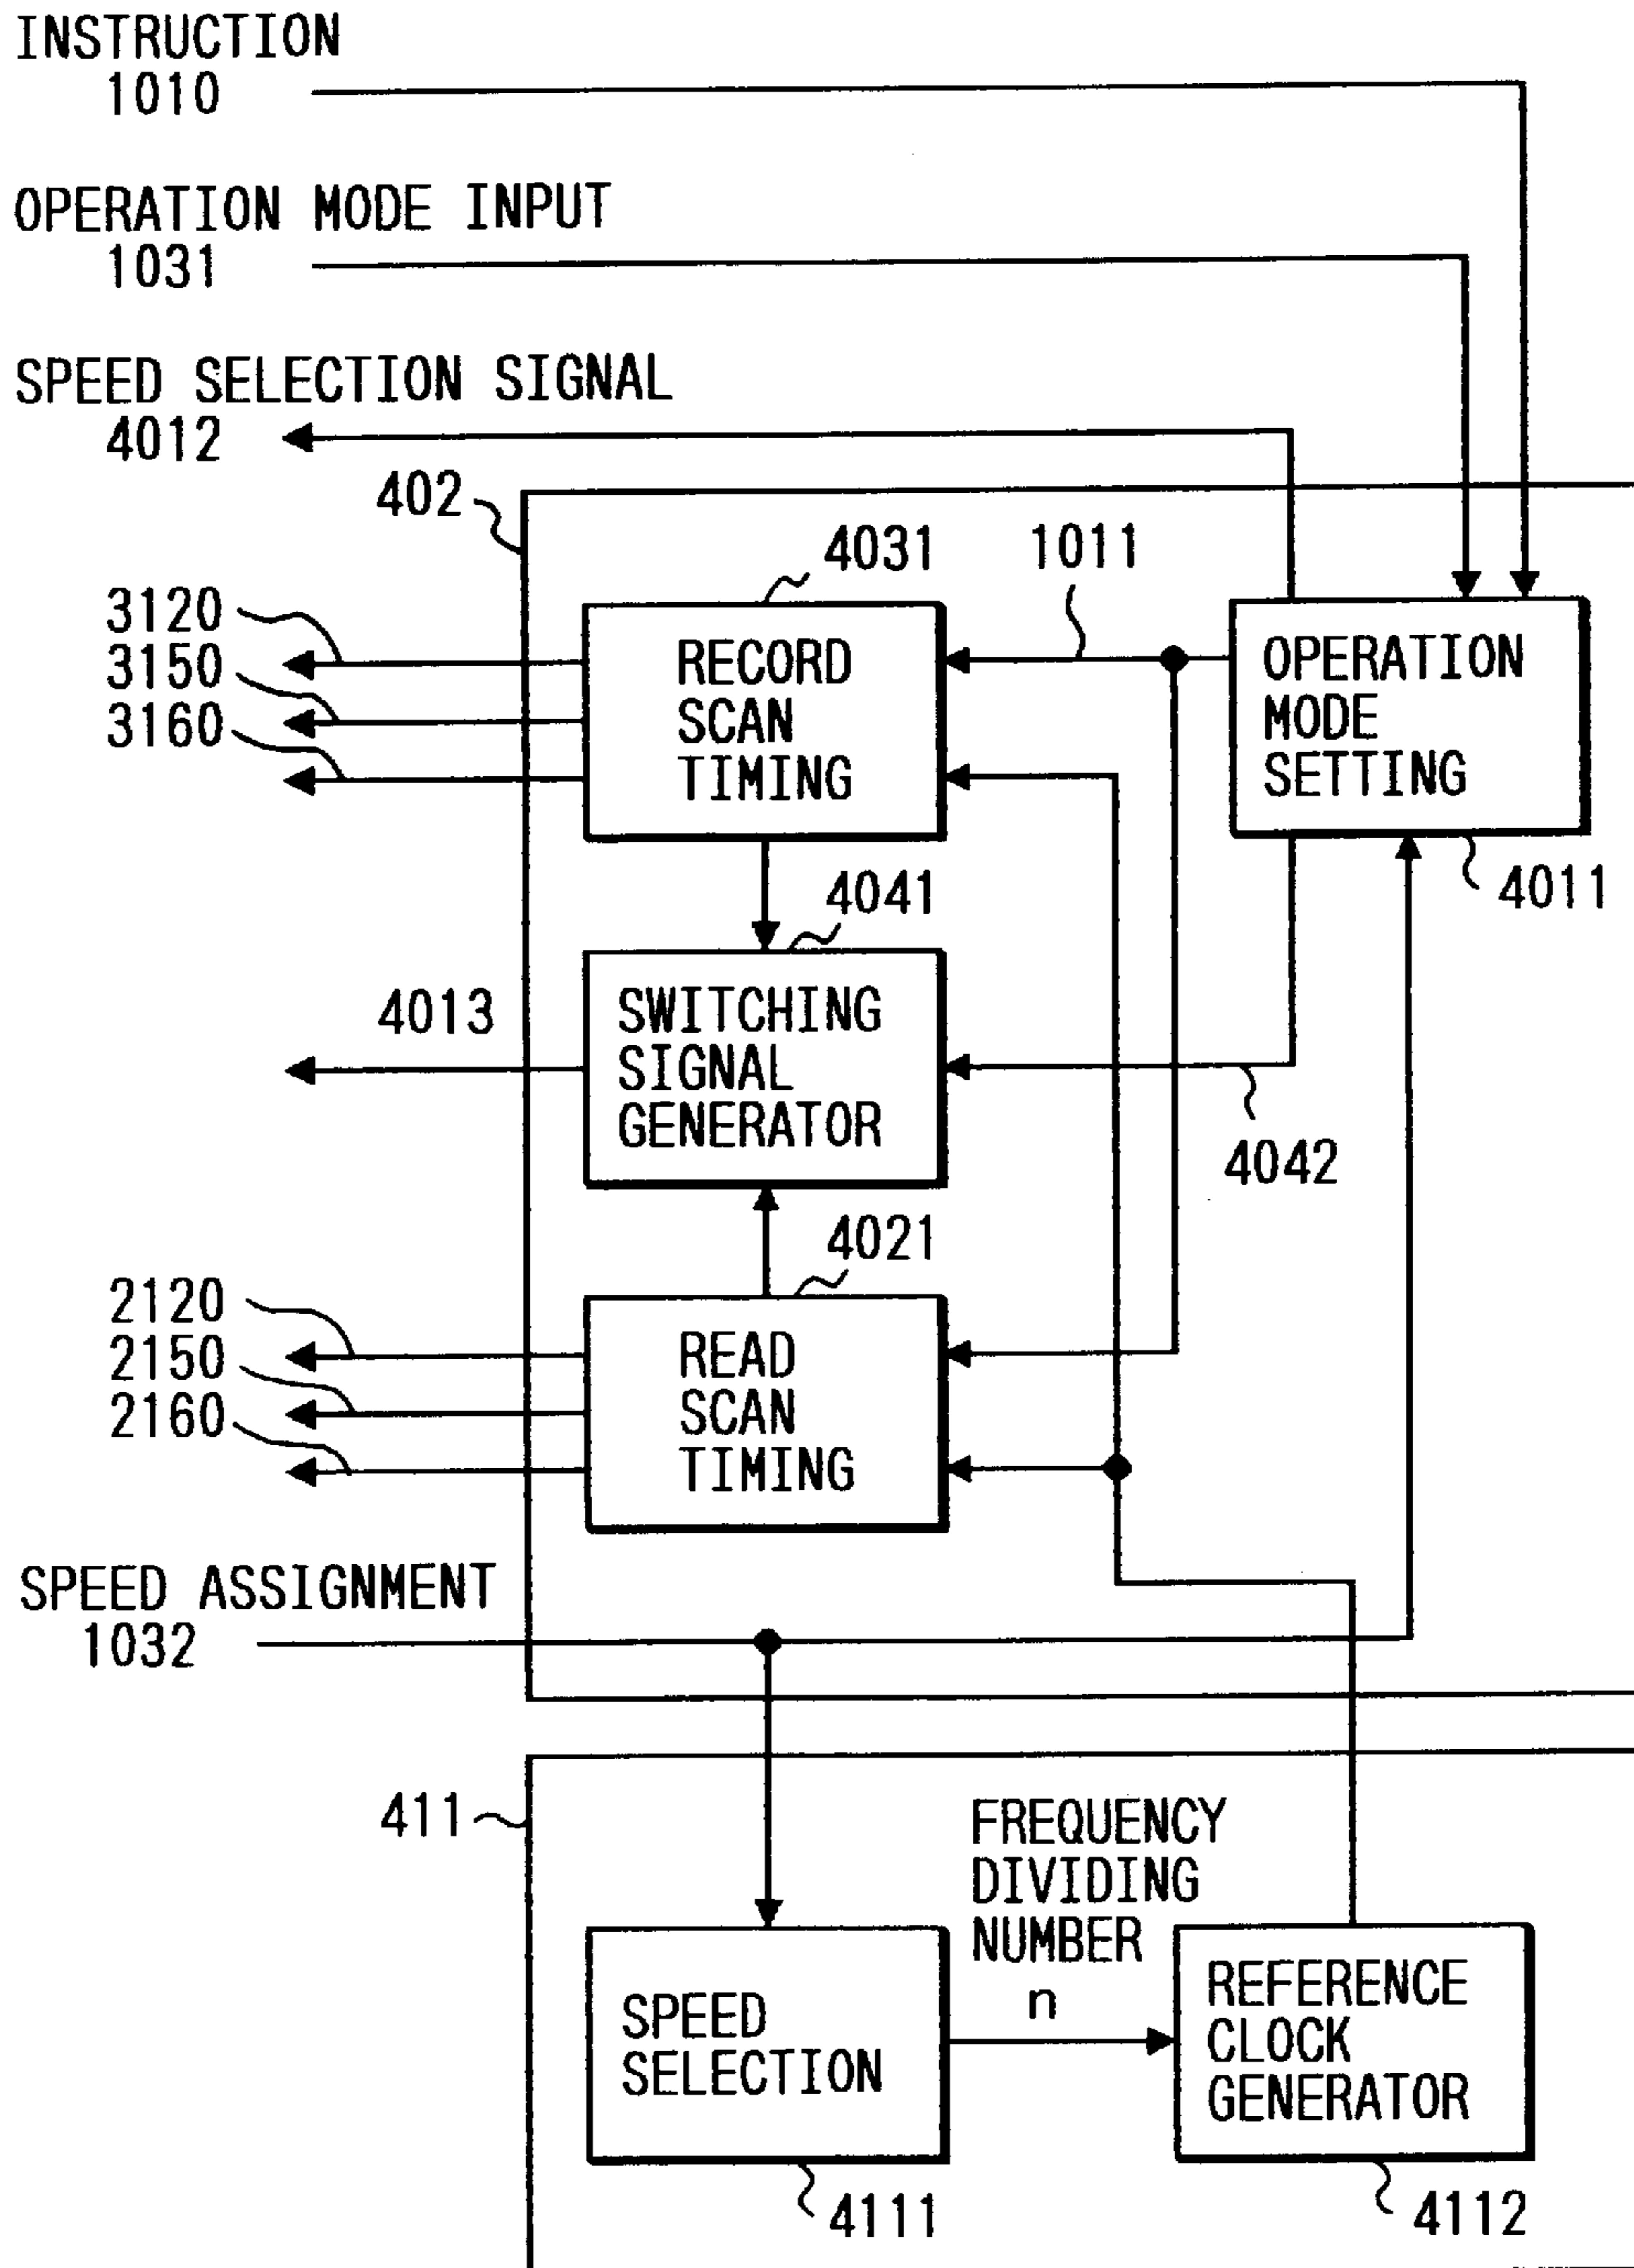 INSTRUCTION
1010
OPERATION MODE INPUT
1031
SPEED SELECTION SIGNAL
4012
402
4031
1011
3120
3150
3160
RECORD
SCAN
TIMING
OPERATION
MODE
SETTING
4011
4041
4013
SWITCHING
SIGNAL
GENERATOR
4042
4021
2120
2150
2160
READ
SCAN
TIMING
SPEED ASSIGNMENT
1032
411
FREQUENCY
DIVIDING
NUMBER
n
SPEED
SELECTION
REFERENCE
CLOCK
GENERATOR
4111
4112